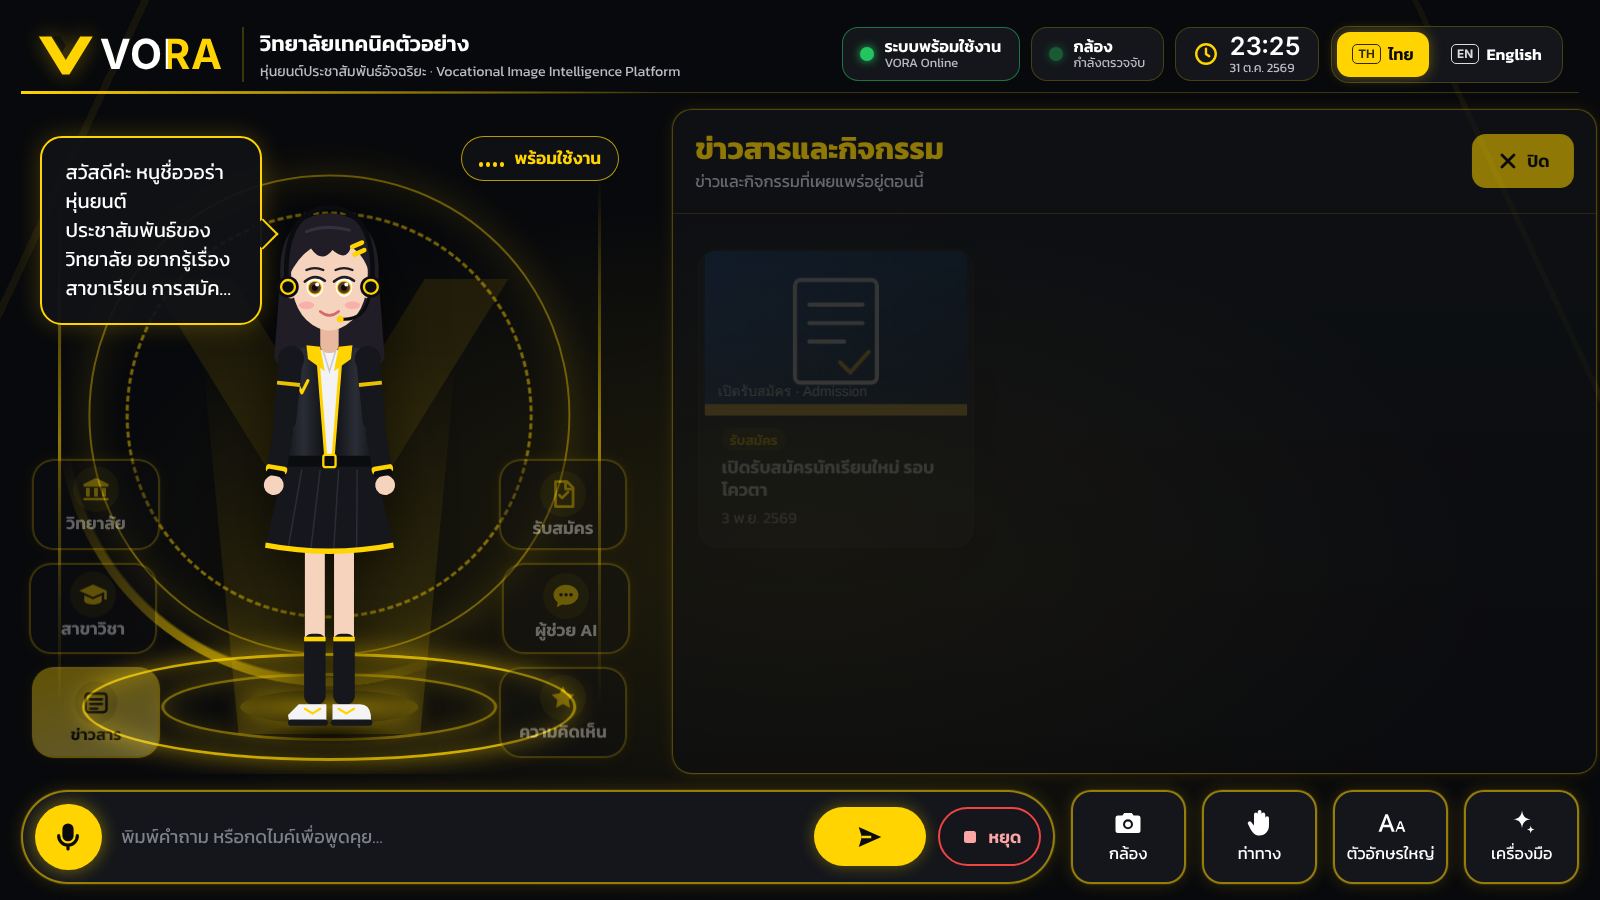 VORA
วิทยาลัยเทคนิคตัวอย่าง
หุ่นยนต์ประชาสัมพันธ์อัจฉริยะ · Vocational Image Intelligence Platform
ระบบพร้อมใช้งาน
VORA Online
กล้อง
กำลังตรวจจับ
23:25
31 ต.ค. 2569
TH ไทย
EN English
สวัสดีค่ะ หนูชื่อวอร่า
หุ่นยนต์
ประชาสัมพันธ์ของ
วิทยาลัย อยากรู้เรื่อง
สาขาเรียน การสมัค...
พร้อมใช้งาน
วิทยาลัย
สาขาวิชา
ข่าวสาร
รับสมัคร
ผู้ช่วย AI
ความคิดเห็น
ข่าวสารและกิจกรรม
ข่าวและกิจกรรมที่เผยแพร่อยู่ตอนนี้
ปิด
เปิดรับสมัคร · Admission
รับสมัคร
เปิดรับสมัครนักเรียนใหม่ รอบ
โควตา
3 พ.ย. 2569
พิมพ์คำถาม หรือกดไมค์เพื่อพูดคุย...
หยุด
กล้อง
ท่าทาง
AA
ตัวอักษรใหญ่
เครื่องมือ